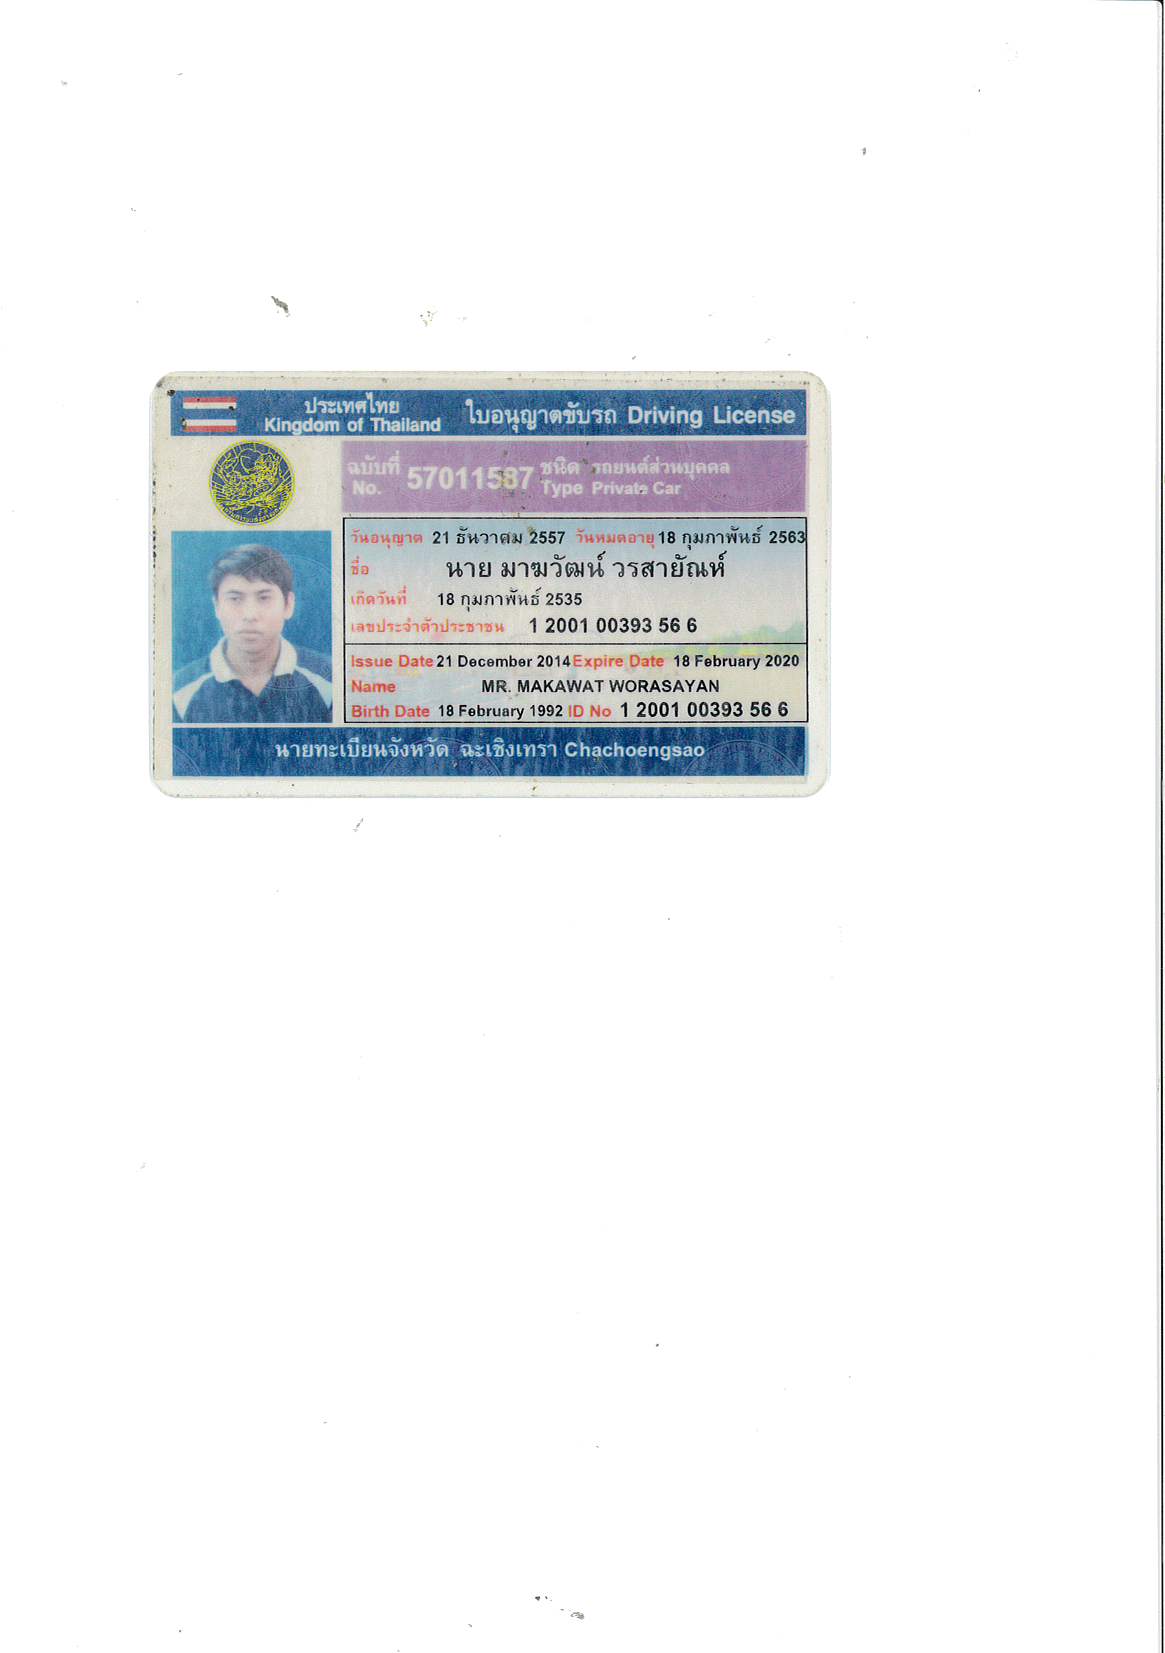 ประเทศไทย
Kingdom of Thailand
ใบอนุญาตขับรถ Driving License
ฉบับที่ 57011587 ชนิด รถยนต์ส่วนบุคคล
No. Type Private Car
วันอนุญาต 21 ธันวาคม 2557 วันหมดอายุ 18 กุมภาพันธ์ 2563
ชื่อ นาย มาฆวัฒน์ วรสายัณห์
เกิดวันที่ 18 กุมภาพันธ์ 2535
เลขประจำตัวประชาชน 1 2001 00393 56 6
Issue Date 21 December 2014 Expire Date 18 February 2020
Name MR. MAKAWAT WORASAYAN
Birth Date 18 February 1992 ID No 1 2001 00393 56 6
นายทะเบียนจังหวัด ฉะเชิงเทรา Chachoengsao